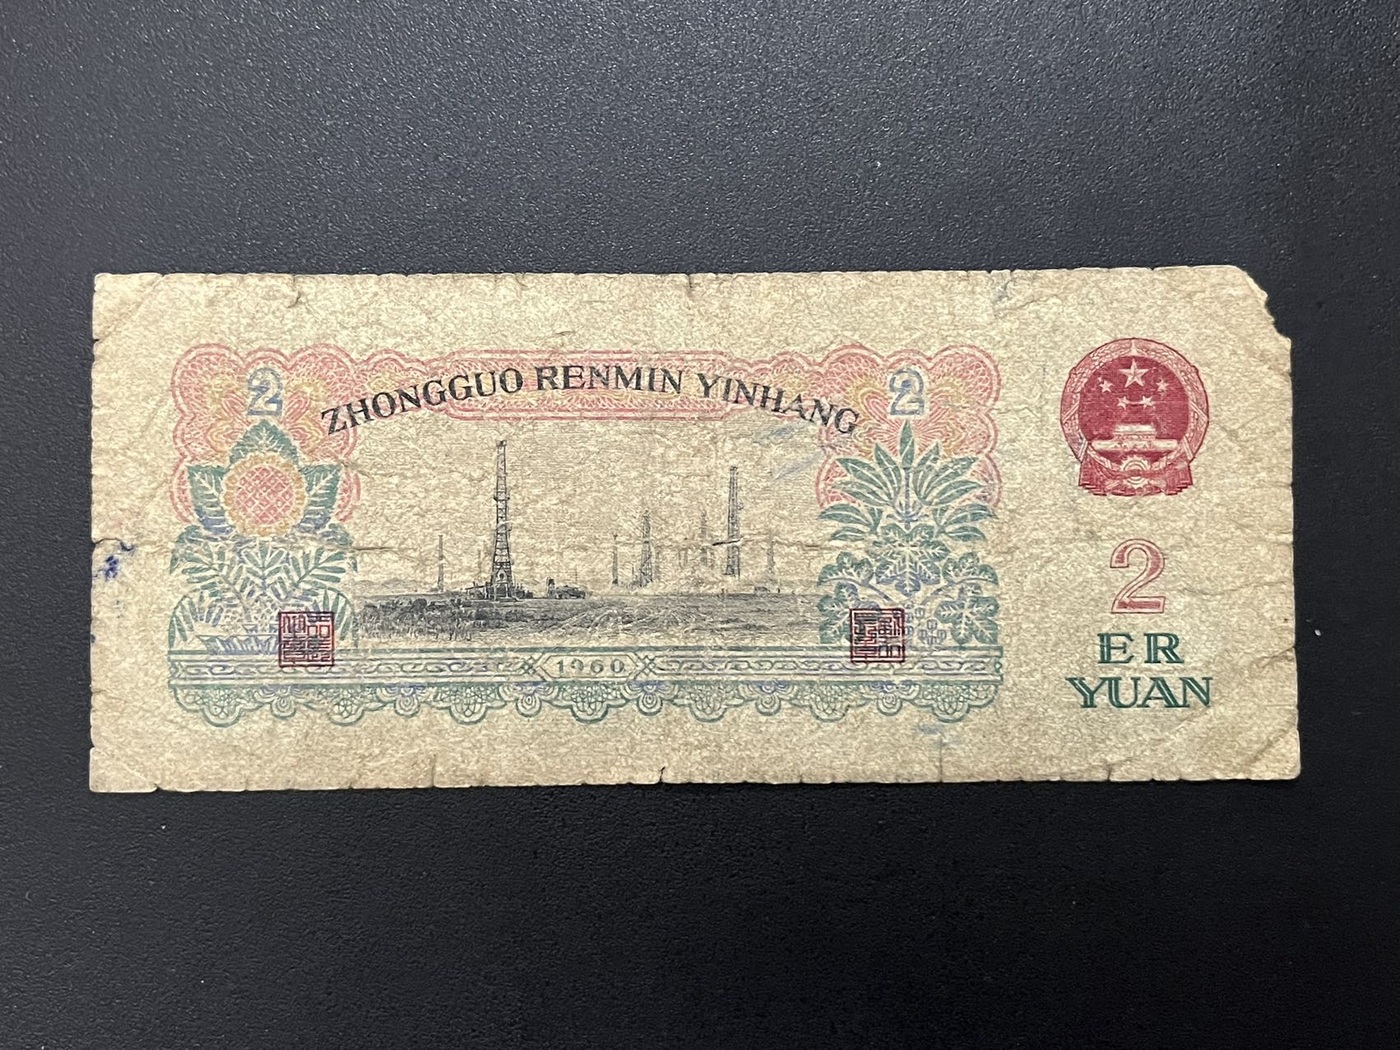 2
ZHONGGUO RENMIN YINHANG
2
1960
2
ER
YUAN